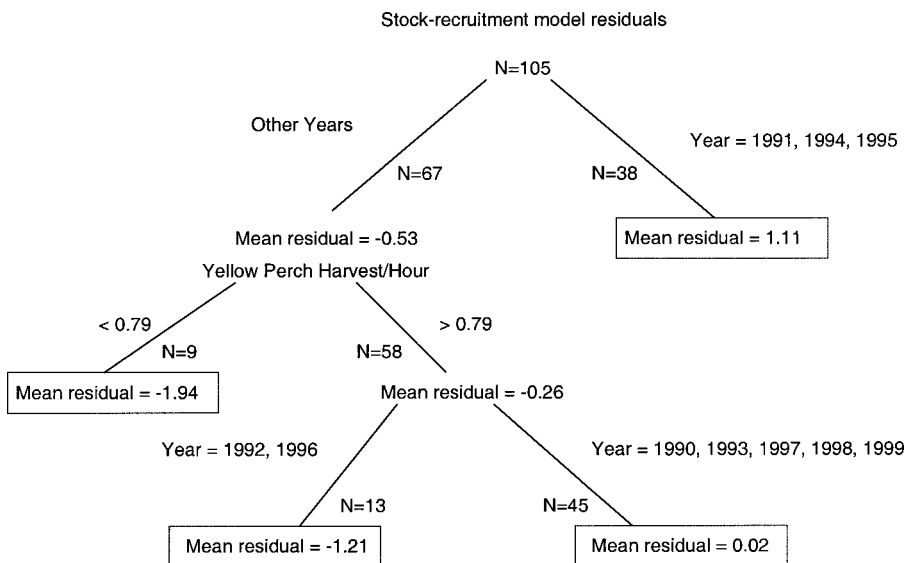 Stock-recruitment model residuals
N=105
Other Years
Year = 1991, 1994, 1995
N=67
N=38
Mean residual = -0.53
Mean residual = 1.11
Yellow Perch Harvest/Hour
< 0.79
> 0.79
N=9
N=58
Mean residual = -1.94
Mean residual = -0.26
Year = 1992, 1996
Year = 1990, 1993, 1997, 1998, 1999
N=13
N=45
Mean residual = -1.21
Mean residual = 0.02